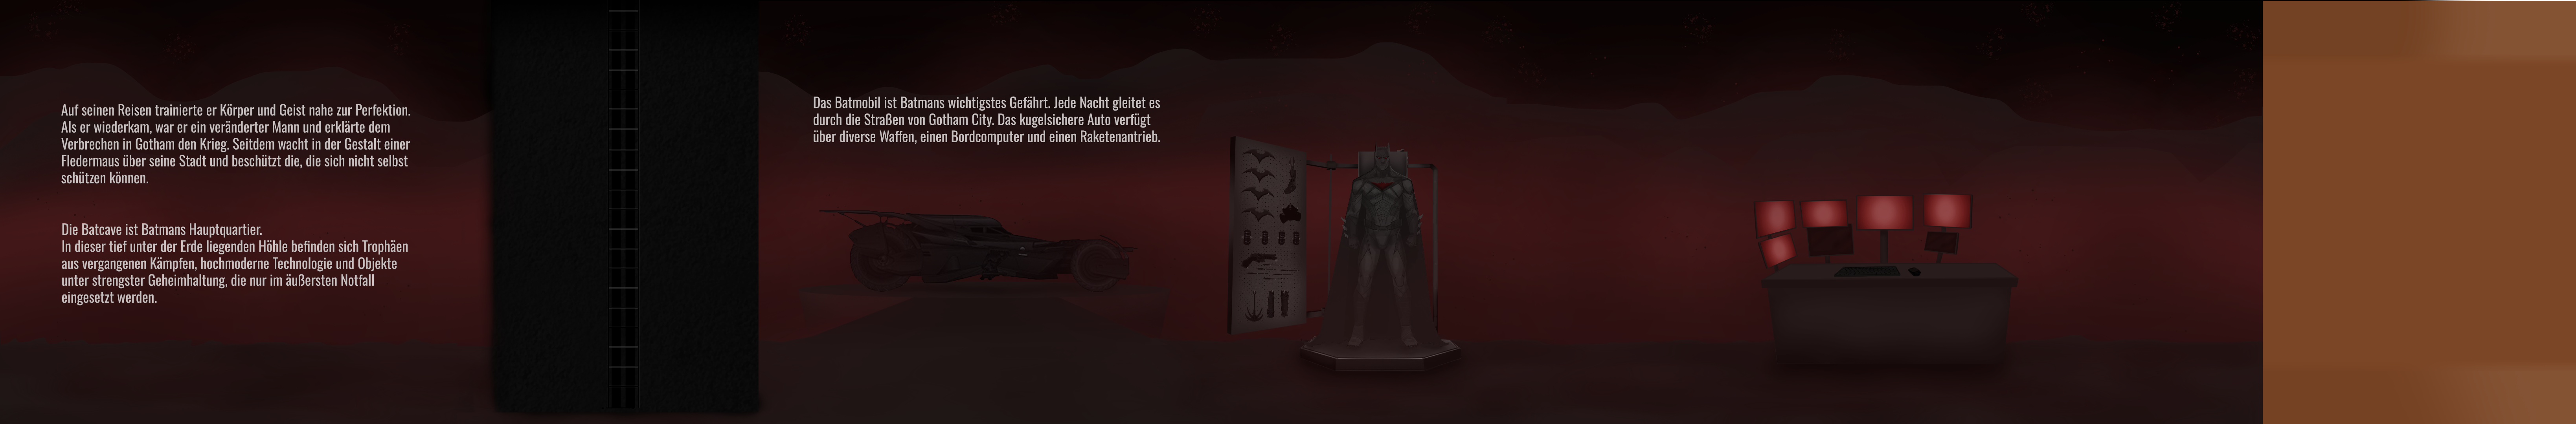 Auf seinen Reisen trainierte er Körper und Geist nahe zur Perfektion.
Als er wiederkam, war er ein veränderter Mann und erklärte dem
Verbrechen in Gotham den Krieg. Seitdem wacht in der Gestalt einer
Fledermaus über seine Stadt und beschützt die, die sich nicht selbst
schützen können.
Die Batcave ist Batmans Hauptquartier.
In dieser tief unter der Erde liegenden Höhle befinden sich Trophäen
aus vergangenen Kämpfen, hochmoderne Technologie und Objekte
unter strengster Geheimhaltung, die nur im äußersten Notfall
eingesetzt werden.
Das Batmobil ist Batmans wichtigstes Gefährt. Jede Nacht gleitet es
durch die Straßen von Gotham City. Das kugelsichere Auto verfügt
über diverse Waffen, einen Bordcomputer und einen Raketenantrieb.